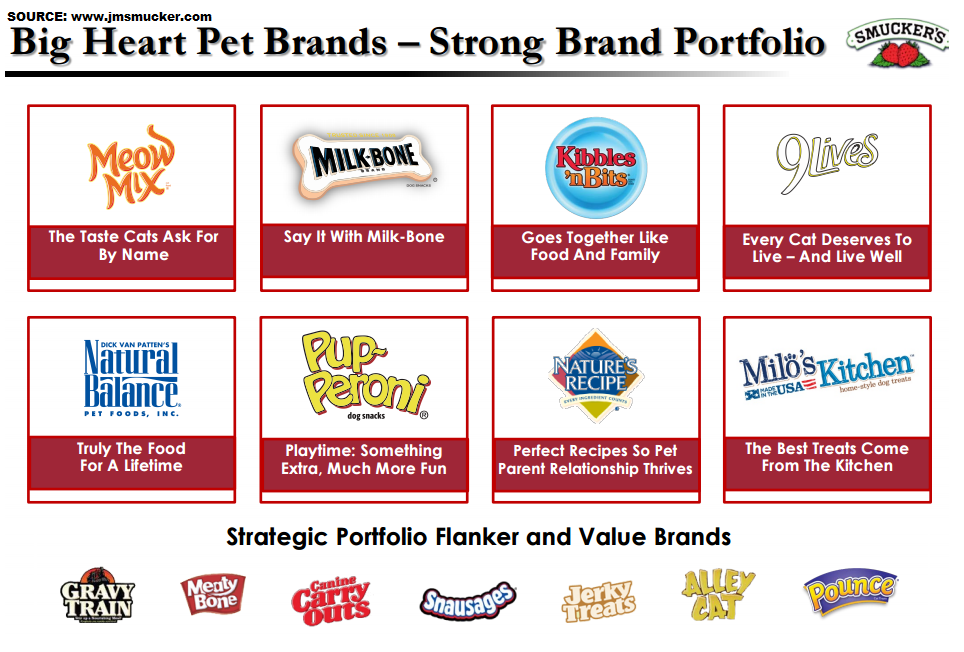 SOURCE: www.jmsmucker.com
Big Heart Pet Brands – Strong Brand Portfolio
SMUCKER'S
Meow
Mix
MILK-BONE
BRAND
DOG SNACKS
Kibbles
'nBits
9Lives
The Taste Cats Ask For
By Name
Say It With Milk-Bone
Goes Together Like
Food And Family
Every Cat Deserves To
Live – And Live Well
DICK VAN PATTEN'S
Natural
Balance
PET FOODS, INC.
Pup-
Peroni
dog snacks
NATURE'S
RECIPE
EVERY INGREDIENT COUNTS
Milö's Kitchen
MADE
IN THE USA
home-style dog treats
Truly The Food
For A Lifetime
Playtime: Something
Extra, Much More Fun
Perfect Recipes So Pet
Parent Relationship Thrives
The Best Treats Come
From The Kitchen
Strategic Portfolio Flanker and Value Brands
GRAVY
TRAIN
Meaty
Bone
Canine
Carry
Outs
Snausages
Jerky
Treats
ALLEY
CAT
Pounce